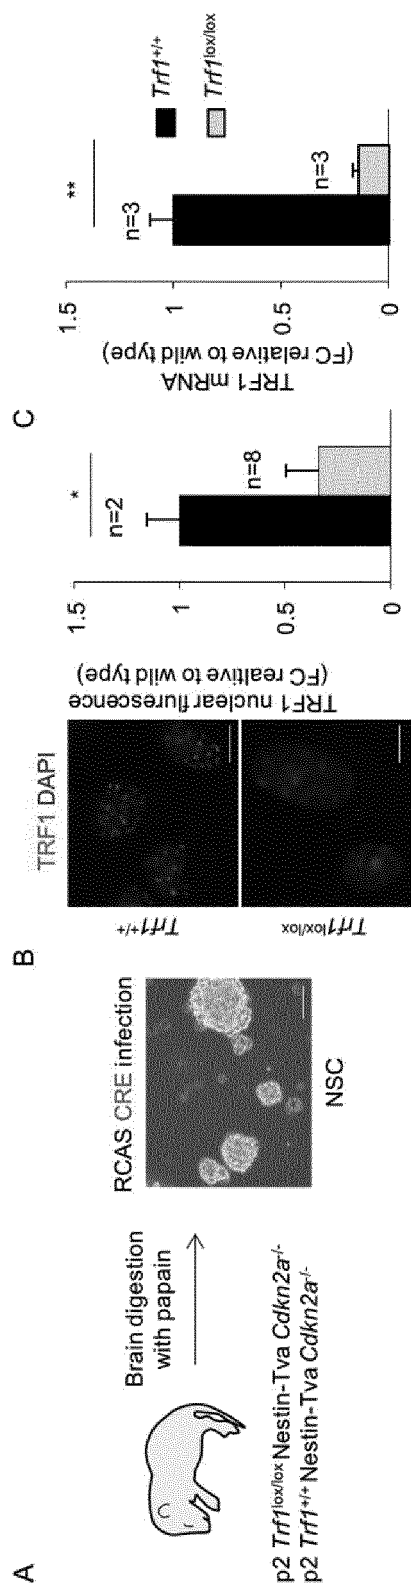 A
Brain digestion
with papain
p2 Trf1lox/lox Nestin-Tva Cdkn2a-/-
p2 Trf1+/+ Nestin-Tva Cdkn2a-/-
RCAS CRE infection
NSC
B
TRF1 DAPI
Trf1+/+
Trf1lox/lox
TRF1 nuclear flurescence
(FC realtive to wild type)
1.5
1
0.5
0
*
n=2
n=8
C
TRF1 mRNA
(FC relative to wild type)
1.5
1
0.5
0
**
n=3
n=3
Trf1+/+
Trf1lox/lox